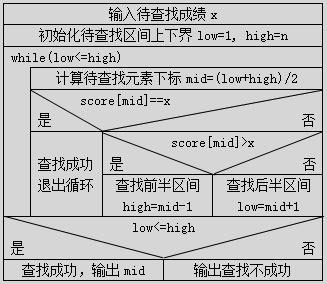 输入待查找成绩 x
初始化待查找区间上下界 low=1, high=n
while(low<=high)
计算待查找元素下标 mid=(low+high)/2
score[mid]==x
是 否
score[mid]>x
查找成功 是 否
退出循环 查找前半区间 查找后半区间
high=mid-1 low=mid+1
low<=high
是 否
查找成功，输出 mid 输出查找不成功